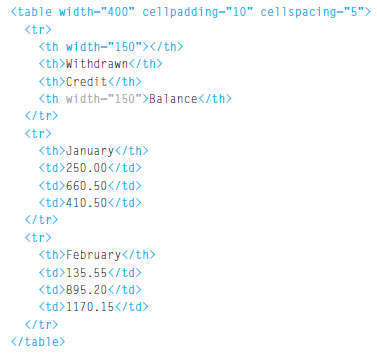 <table width="400" cellpadding="10" cellspacing="5">
<tr>
<th width="150"></th>
<th>Withdrawn</th>
<th>Credit</th>
<th width="150">Balance</th>
</tr>
<tr>
<th>January</th>
<td>250.00</td>
<td>660.50</td>
<td>410.50</td>
</tr>
<tr>
<th>February</th>
<td>135.55</td>
<td>895.20</td>
<td>1170.15</td>
</tr>
</table>